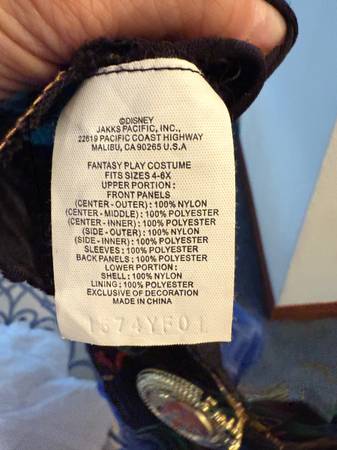 ©DISNEY
JAKKS PACIFIC, INC.,
22619 PACIFIC COAST HIGHWAY
MALIBU, CA 90265 U.S.A
FANTASY PLAY COSTUME
FITS SIZES 4-6X
UPPER PORTION :
FRONT PANELS
(CENTER-OUTER) : 100% NYLON
(CENTER-MIDDLE) : 100% POLYESTER
(CENTER-INNER) : 100% POLYESTER
(SIDE-OUTER) : 100% NYLON
(SIDE-INNER) : 100% POLYESTER
SLEEVES : 100% POLYESTER
BACK PANELS : 100% POLYESTER
LOWER PORTION :
SHELL : 100% NYLON
LINING : 100% POLYESTER
EXCLUSIVE OF DECORATION
MADE IN CHINA
1674YF01